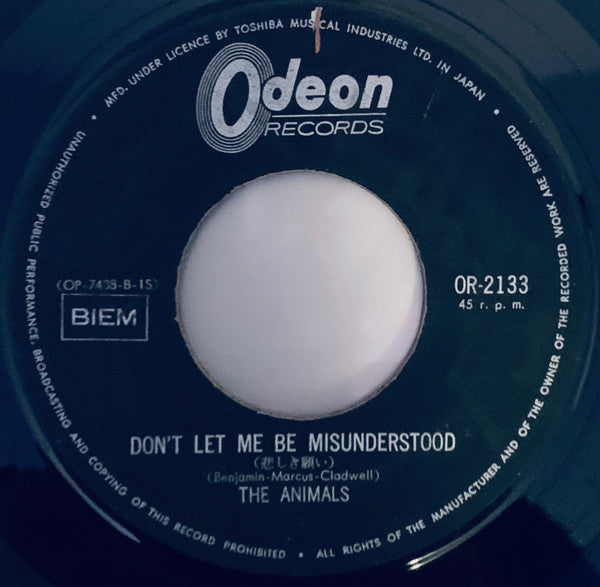 • MFD. UNDER LICENCE BY TOSHIBA MUSICAL INDUSTRIES LTD. IN JAPAN •
Odeon
RECORDS
(OP-7438-B-1S)
BIEM
OR-2133
45 r. p. m.
DON'T LET ME BE MISUNDERSTOOD
(悲しき願い)
(Benjamin-Marcus-Cladwell)
THE ANIMALS
UNAUTHORIZED PUBLIC PERFORMANCE, BROADCASTING AND COPYING OF THIS RECORD PROHIBITED • ALL RIGHTS OF THE MANUFACTURER AND OF THE OWNER OF THE RECORDED WORK ARE RESERVED